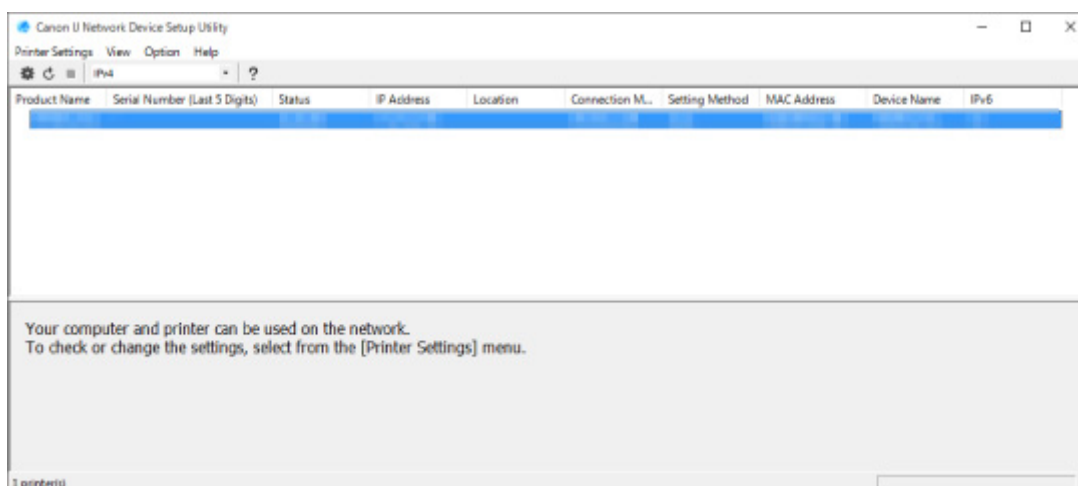 Canon IJ Network Device Setup Utility
Printer Settings View Option Help
IPv4 ?
Product Name Serial Number (Last 5 Digits) Status IP Address Location Connection M... Setting Method MAC Address Device Name IPv6
Your computer and printer can be used on the network.
To check or change the settings, select from the [Printer Settings] menu.
1 printer(s)